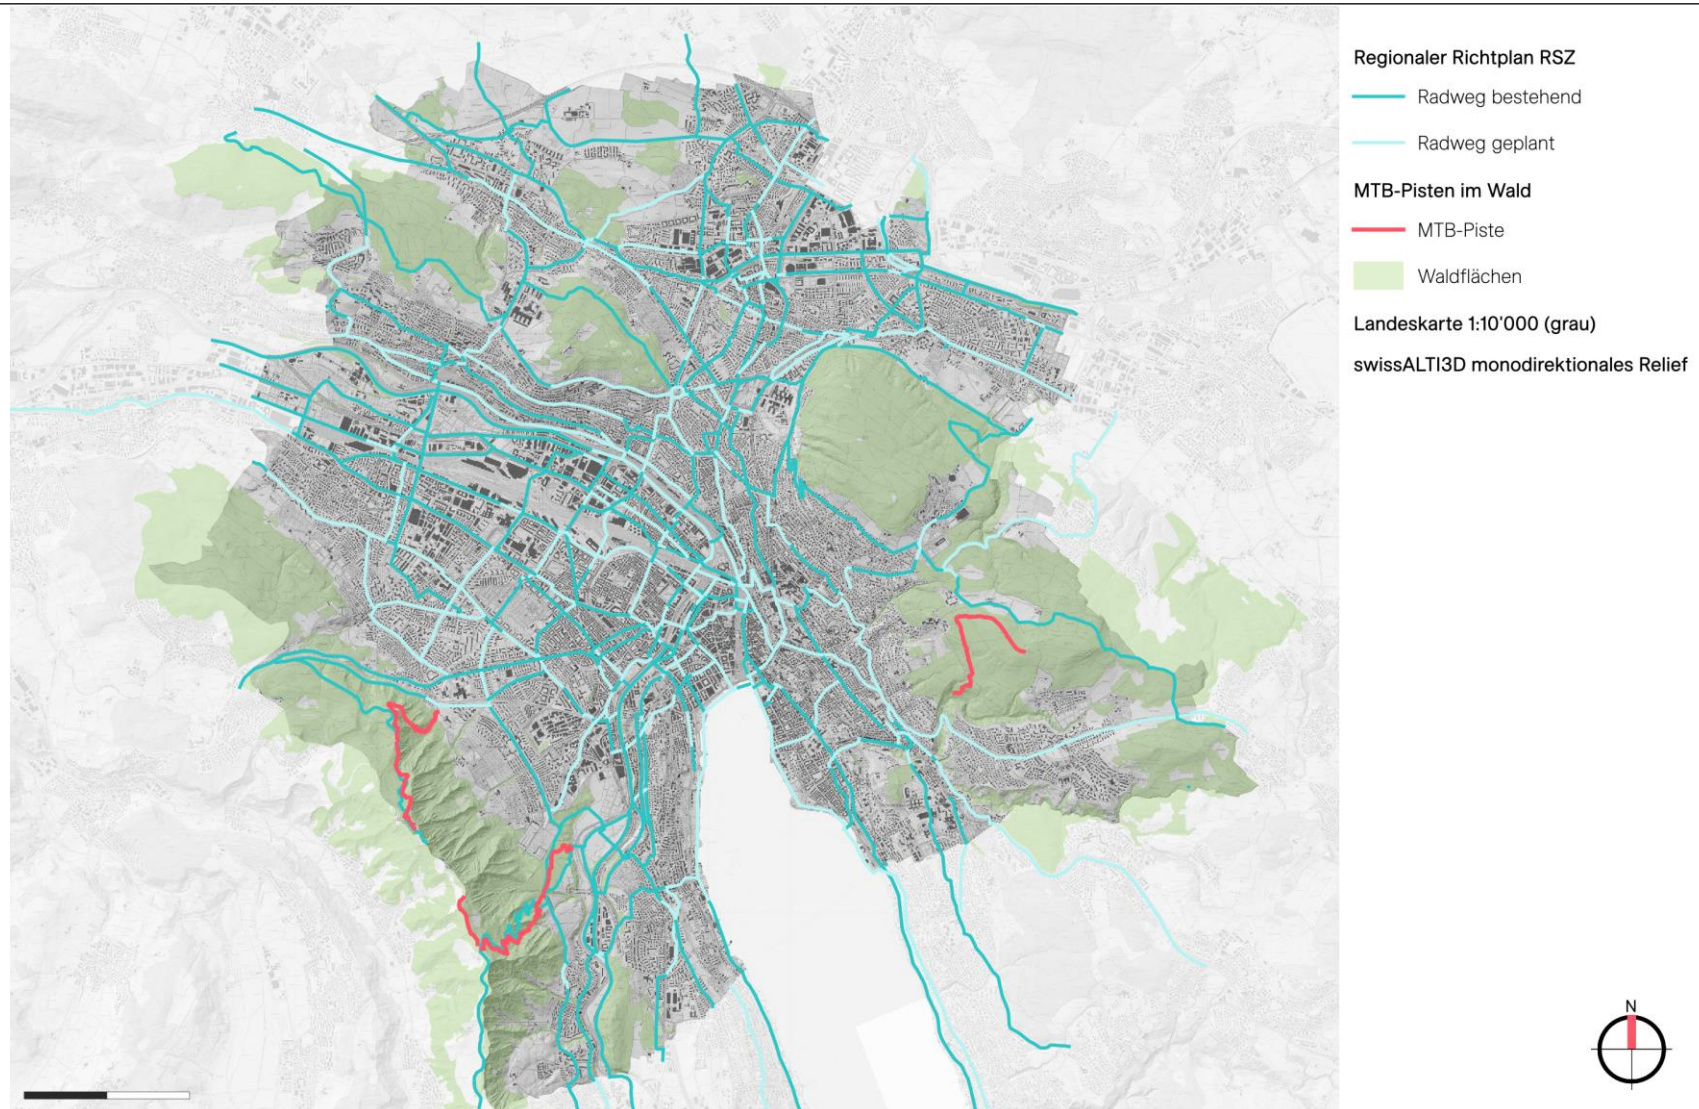 Regionaler Richtplan RSZ
Radweg bestehend
Radweg geplant
MTB-Pisten im Wald
MTB-Piste
Waldflächen
Landeskarte 1:10'000 (grau)
swissALTI3D monodirektionales Relief
N